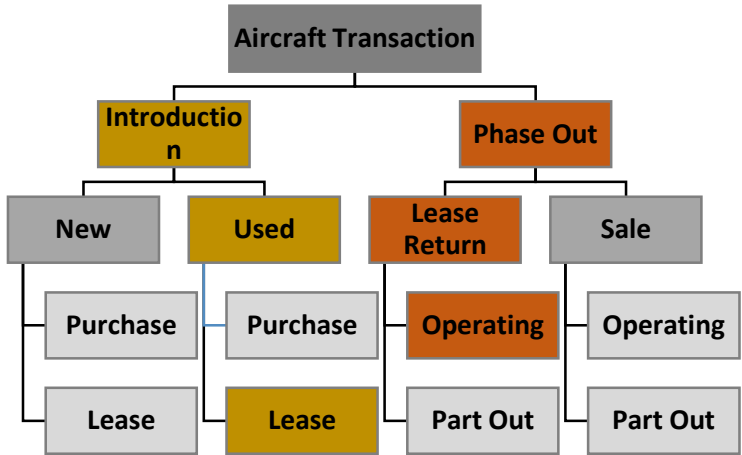 Aircraft Transaction
Introductio
n
Phase Out
New
Used
Lease
Return
Sale
Purchase
Purchase
Operating
Operating
Lease
Lease
Part Out
Part Out